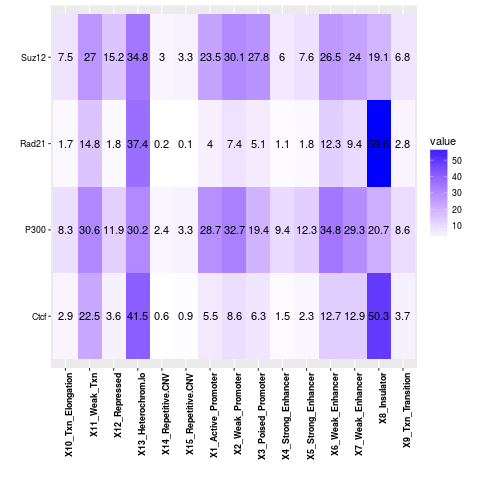 Suz12 7.5 27 15.2 34.8 3 3.3 23.5 30.1 27.8 6 7.6 26.5 24 19.1 6.8
Rad21 1.7 14.8 1.8 37.4 0.2 0.1 4 7.4 5.1 1.1 1.8 12.3 9.4 2.8
P300 8.3 30.6 11.9 30.2 2.4 3.3 28.7 32.7 19.4 9.4 12.3 34.8 29.3 20.7 8.6
Ctcf 2.9 22.5 3.6 41.5 0.6 0.9 5.5 8.6 6.3 1.5 2.3 12.7 12.9 50.3 3.7
X10_Txn_Elongation
X11_Weak_Txn
X12_Repressed
X13_Heterochrom.lo
X14_Repetitive.CNV
X15_Repetitive.CNV
X1_Active_Promoter
X2_Weak_Promoter
X3_Poised_Promoter
X4_Strong_Enhancer
X5_Strong_Enhancer
X6_Weak_Enhancer
X7_Weak_Enhancer
X8_Insulator
X9_Txn_Transition
value
50
40
30
20
10